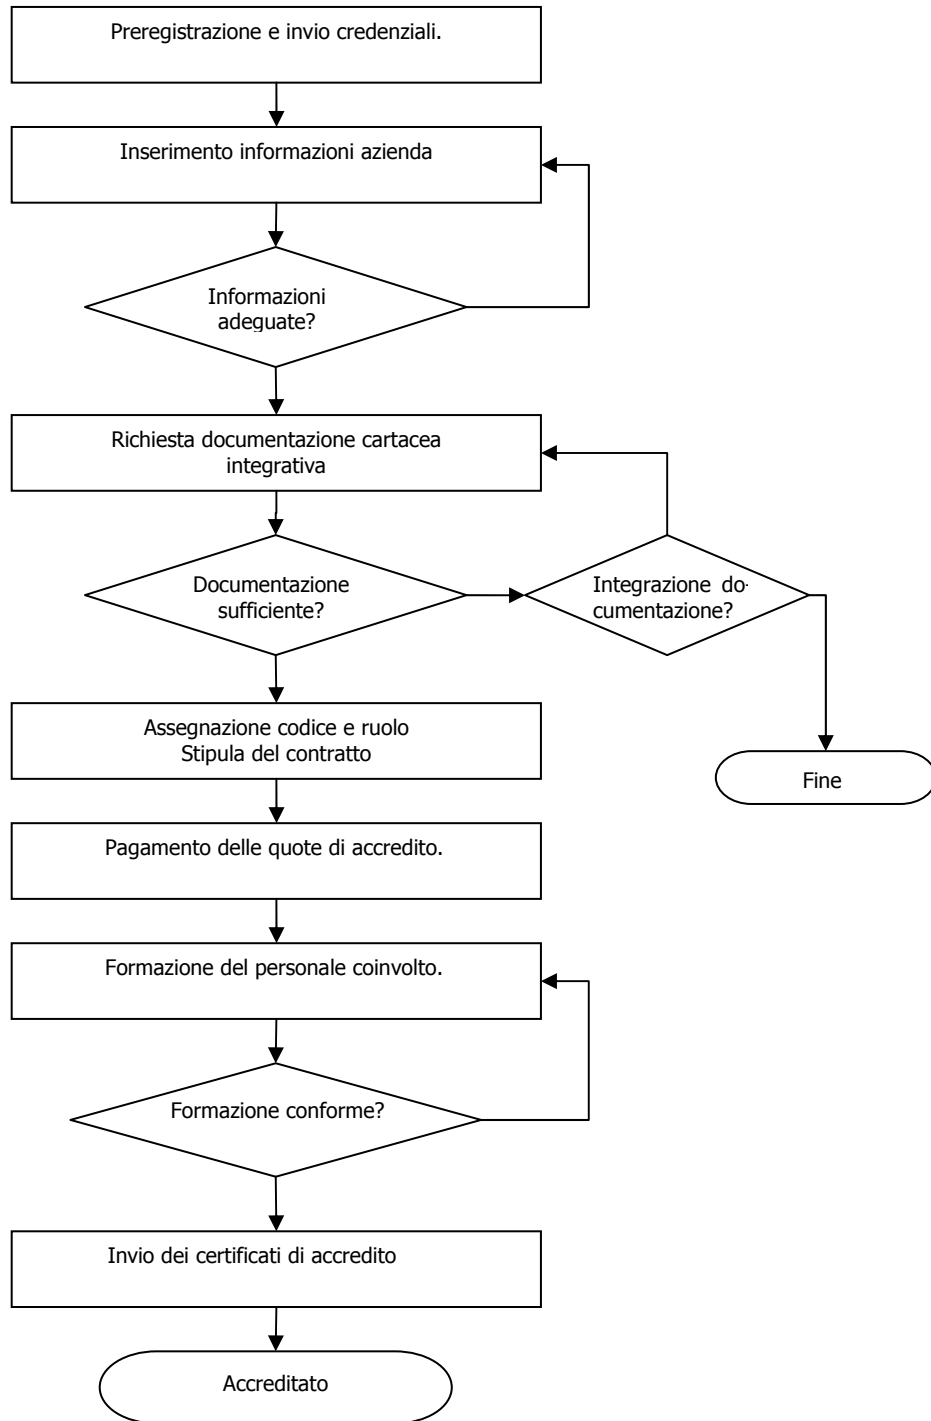 Preregistrazione e invio credenziali.
Inserimento informazioni azienda
Informazioni
adeguate?
Richiesta documentazione cartacea
integrativa
Documentazione
sufficiente?
Integrazione do-
cumentazione?
Assegnazione codice e ruolo
Stipula del contratto
Fine
Pagamento delle quote di accredito.
Formazione del personale coinvolto.
Formazione conforme?
Invio dei certificati di accredito
Accreditato